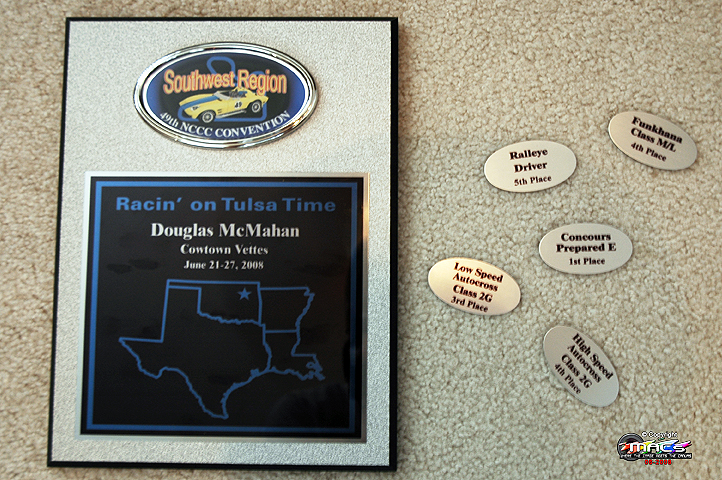 Southwest Region
49
49th NCCC CONVENTION
Racin' on Tulsa Time
Douglas McMahan
Cowtown Vettes
June 21-27, 2008
Funkhana
Class M/L
4th Place
Ralleye
Driver
5th Place
Concours
Prepared E
1st Place
Low Speed
Autocross
Class 2G
3rd Place
High Speed
Autocross
Class 2G
4th Place
© Copyright